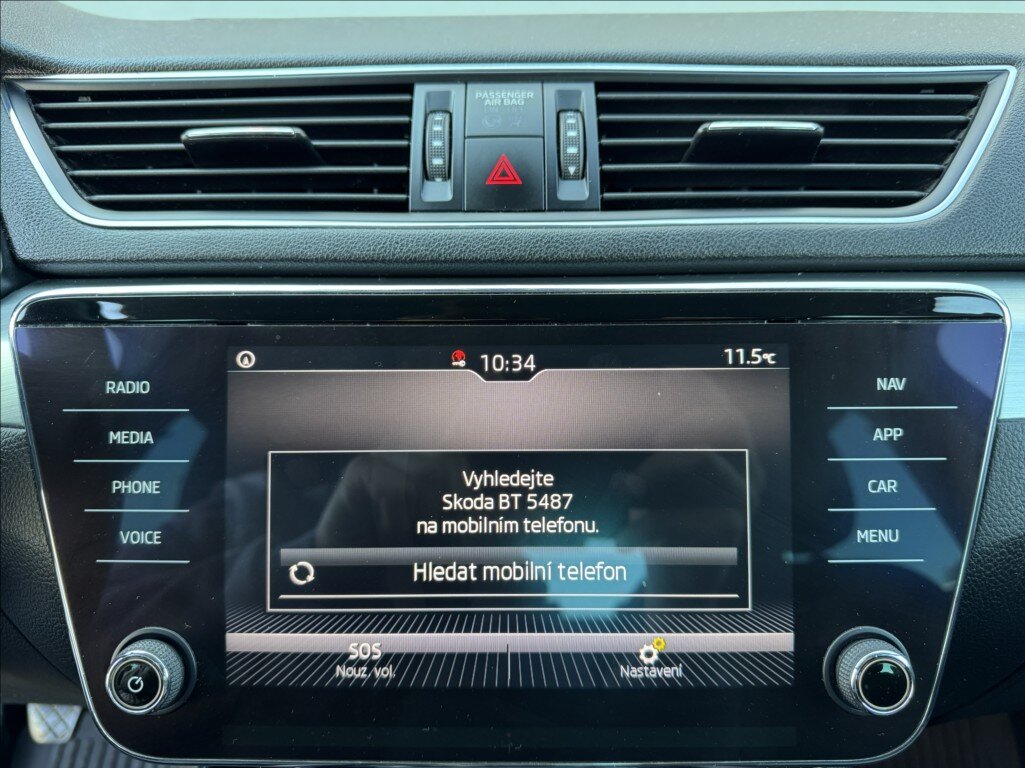 PASSENGER
AIR BAG
10:34
11.5°C
RADIO
MEDIA
PHONE
VOICE
Vyhledejte
Skoda BT 5487
na mobilním telefonu.
Hledat mobilní telefon
SOS
Nouz. vol.
Nastavení
NAV
APP
CAR
MENU